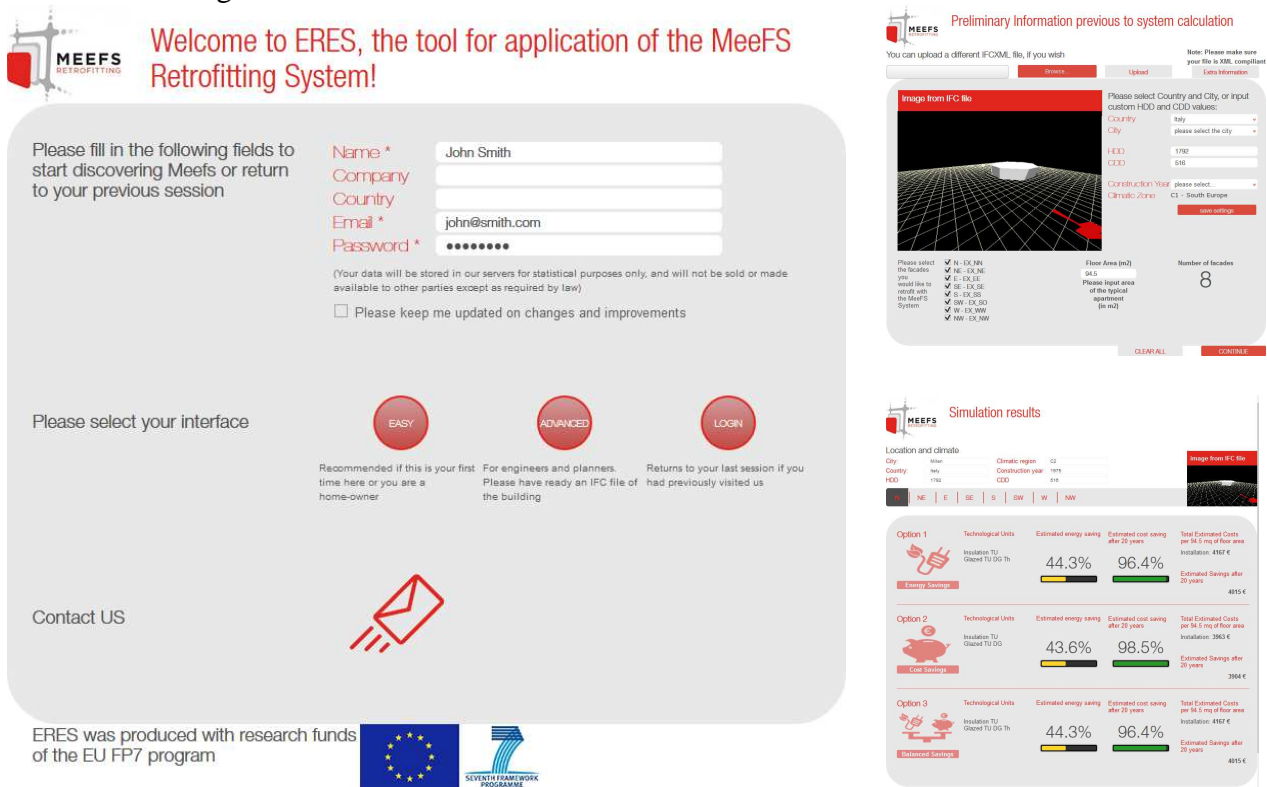 MEEFS
RETROFITTING
Welcome to ERES, the tool for application of the MeeFS
Retrofitting System!
Please fill in the following fields to
start discovering Meefs or return
to your previous session
Name *
John Smith
Company
Country
Email *
john@smith.com
Password *
●●●●●●●●
(Your data will be stored in our servers for statistical purposes only, and will not be sold or made
available to other parties except as required by law)
Please keep me updated on changes and improvements
Please select your interface
EASY
ADVANCED
LOGIN
Recommended if this is your first
time here or you are a
home-owner
For engineers and planners.
Please have ready an IFC file of
the building
Returns to your last session if you
had previously visited us
Contact US
ERES was produced with research funds
of the EU FP7 program
SEVENTH FRAMEWORK
PROGRAMME
MEEFS
RETROFITTING
Preliminary Information previous to system calculation
You can upload a different IFCXML file, if you wish
Note: Please make sure
your file is XML compliant
Browse...
Upload
Extra Information
Image from IFC file
Please select Country and City, or input
custom HDD and CDD values:
Country
Italy
City
please select the city
HDD
1792
CDD
516
Construction Year
please select...
Climatic Zone
C1 - South Europe
save settings
Please select
the facades
you
would like to
retrofit with
the MeeFS
System
N - EX_NN
NE - EX_NE
E - EX_EE
SE - EX_SE
S - EX_SS
SW - EX_SO
W - EX_WW
NW - EX_NW
Floor Area (m2)
94.5
Please input area
of the typical
apartment
(in m2)
Number of facades
8
CLEAR ALL
CONTINUE
MEEFS
RETROFITTING
Simulation results
Location and climate
City
Milan
Climatic region
C2
Country
Italy
Construction year
1975
HDD
1792
CDD
516
Image from IFC file
N
NE
E
SE
S
SW
W
NW
Option 1
Technological Units
Estimated energy saving
Estimated cost saving
after 20 years
Total Estimated Costs
per 94.5 mq of floor area
Insulation TU
Glazed TU DG Th
44.3%
96.4%
Installation: 4167 €
Estimated Savings after
20 years
4015 €
Energy Savings
Option 2
Technological Units
Estimated energy saving
Estimated cost saving
after 20 years
Total Estimated Costs
per 94.5 mq of floor area
Insulation TU
Glazed TU DG
43.6%
98.5%
Installation: 3963 €
Estimated Savings after
20 years
3904 €
Cost Savings
Option 3
Technological Units
Estimated energy saving
Estimated cost saving
after 20 years
Total Estimated Costs
per 94.5 mq of floor area
Insulation TU
Glazed TU DG Th
44.3%
96.4%
Installation: 4167 €
Estimated Savings after
20 years
4015 €
Balanced Savings